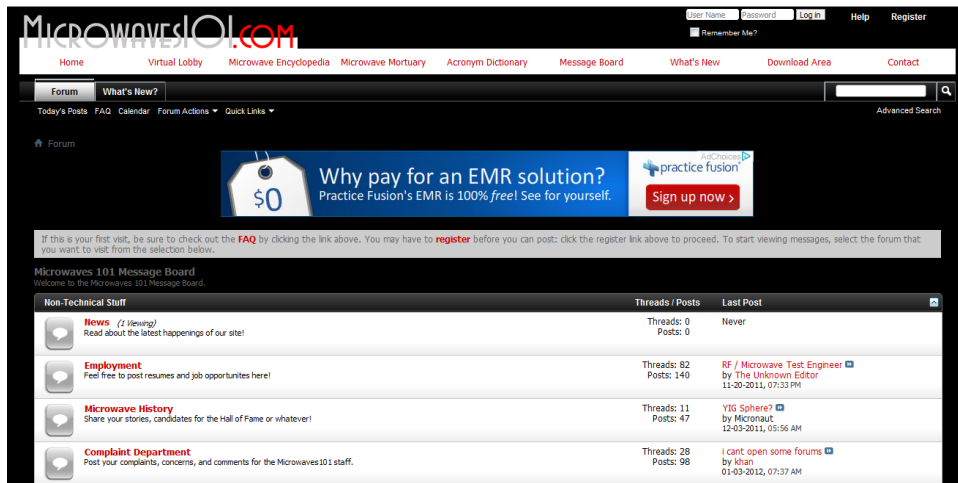 MICROWAVES101.COM
User Name Password Log in Help Register
Remember Me?
Home Virtual Lobby Microwave Encyclopedia Microwave Mortuary Acronym Dictionary Message Board What's New Download Area Contact
Forum What's New?
Today's Posts FAQ Calendar Forum Actions Quick Links Advanced Search
Forum
$0
Why pay for an EMR solution?
Practice Fusion's EMR is 100% free! See for yourself.
AdChoices
practice fusion
Sign up now >
If this is your first visit, be sure to check out the FAQ by clicking the link above. You may have to register before you can post: click the register link above to proceed. To start viewing messages, select the forum that
you want to visit from the selection below.
Microwaves 101 Message Board
Welcome to the Microwaves 101 Message Board.
Non-Technical Stuff Threads / Posts Last Post
News (1 Viewing) Threads: 0 Never
Read about the latest happenings of our site! Posts: 0
Employment Threads: 82 RF / Microwave Test Engineer
Feel free to post resumes and job opportunites here! Posts: 140 by The Unknown Editor
11-20-2011, 07:33 PM
Microwave History Threads: 11 YIG Sphere?
Share your stories, candidates for the Hall of Fame or whatever! Posts: 47 by Micronaut
12-03-2011, 05:56 AM
Complaint Department Threads: 28 i cant open some forums
Post your complaints, concerns, and comments for the Microwaves101 staff. Posts: 98 by khan
01-03-2012, 07:37 AM